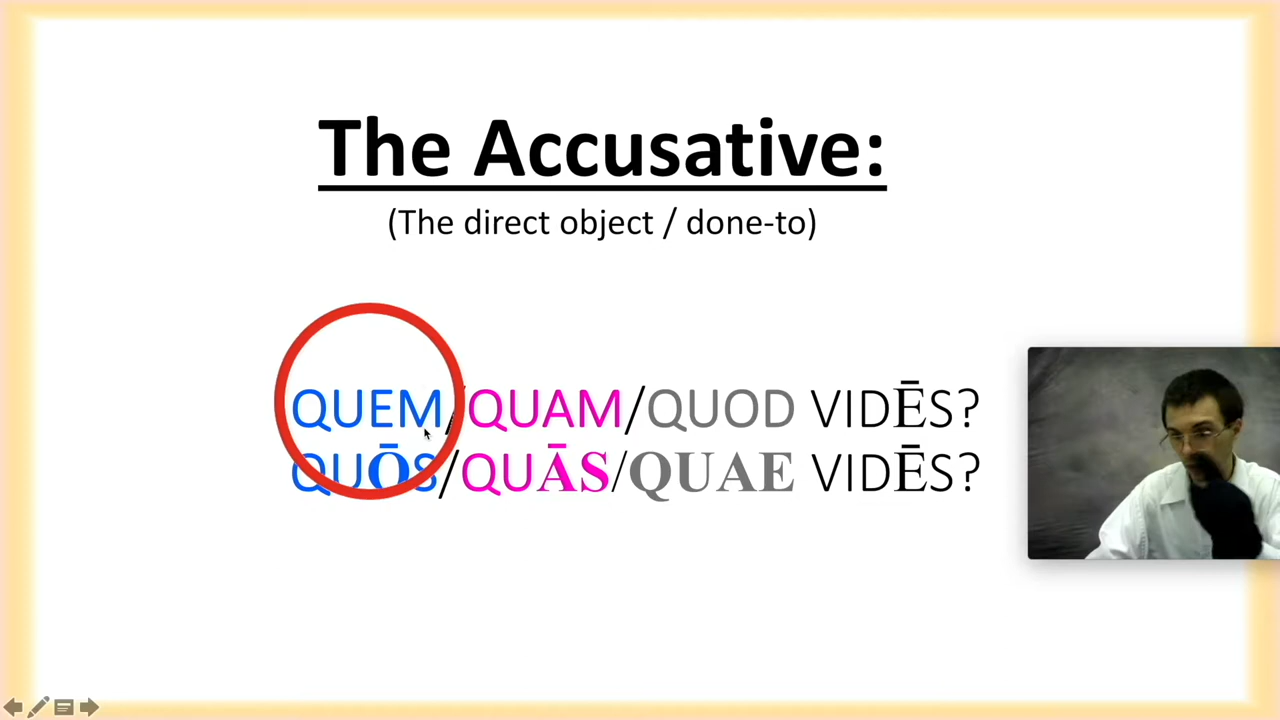 The Accusative:
(The direct object / done-to)
QUEM/QUAM/QUOD VIDĒS?
QUŌS/QUĀS/QUAE VIDĒS?